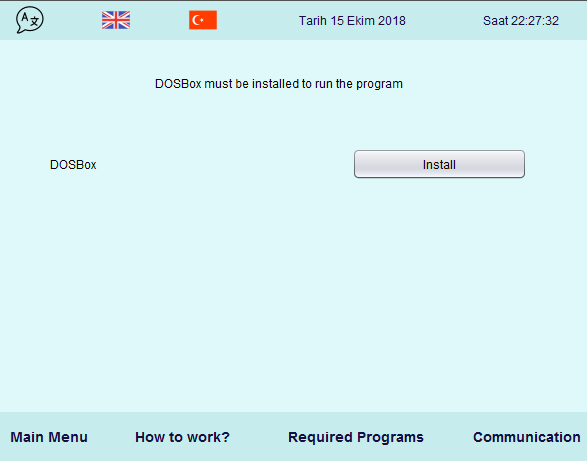 A 文 Tarih 15 Ekim 2018 Saat 22:27:32
DOSBox must be installed to run the program
DOSBox Install
Main Menu How to work? Required Programs Communication